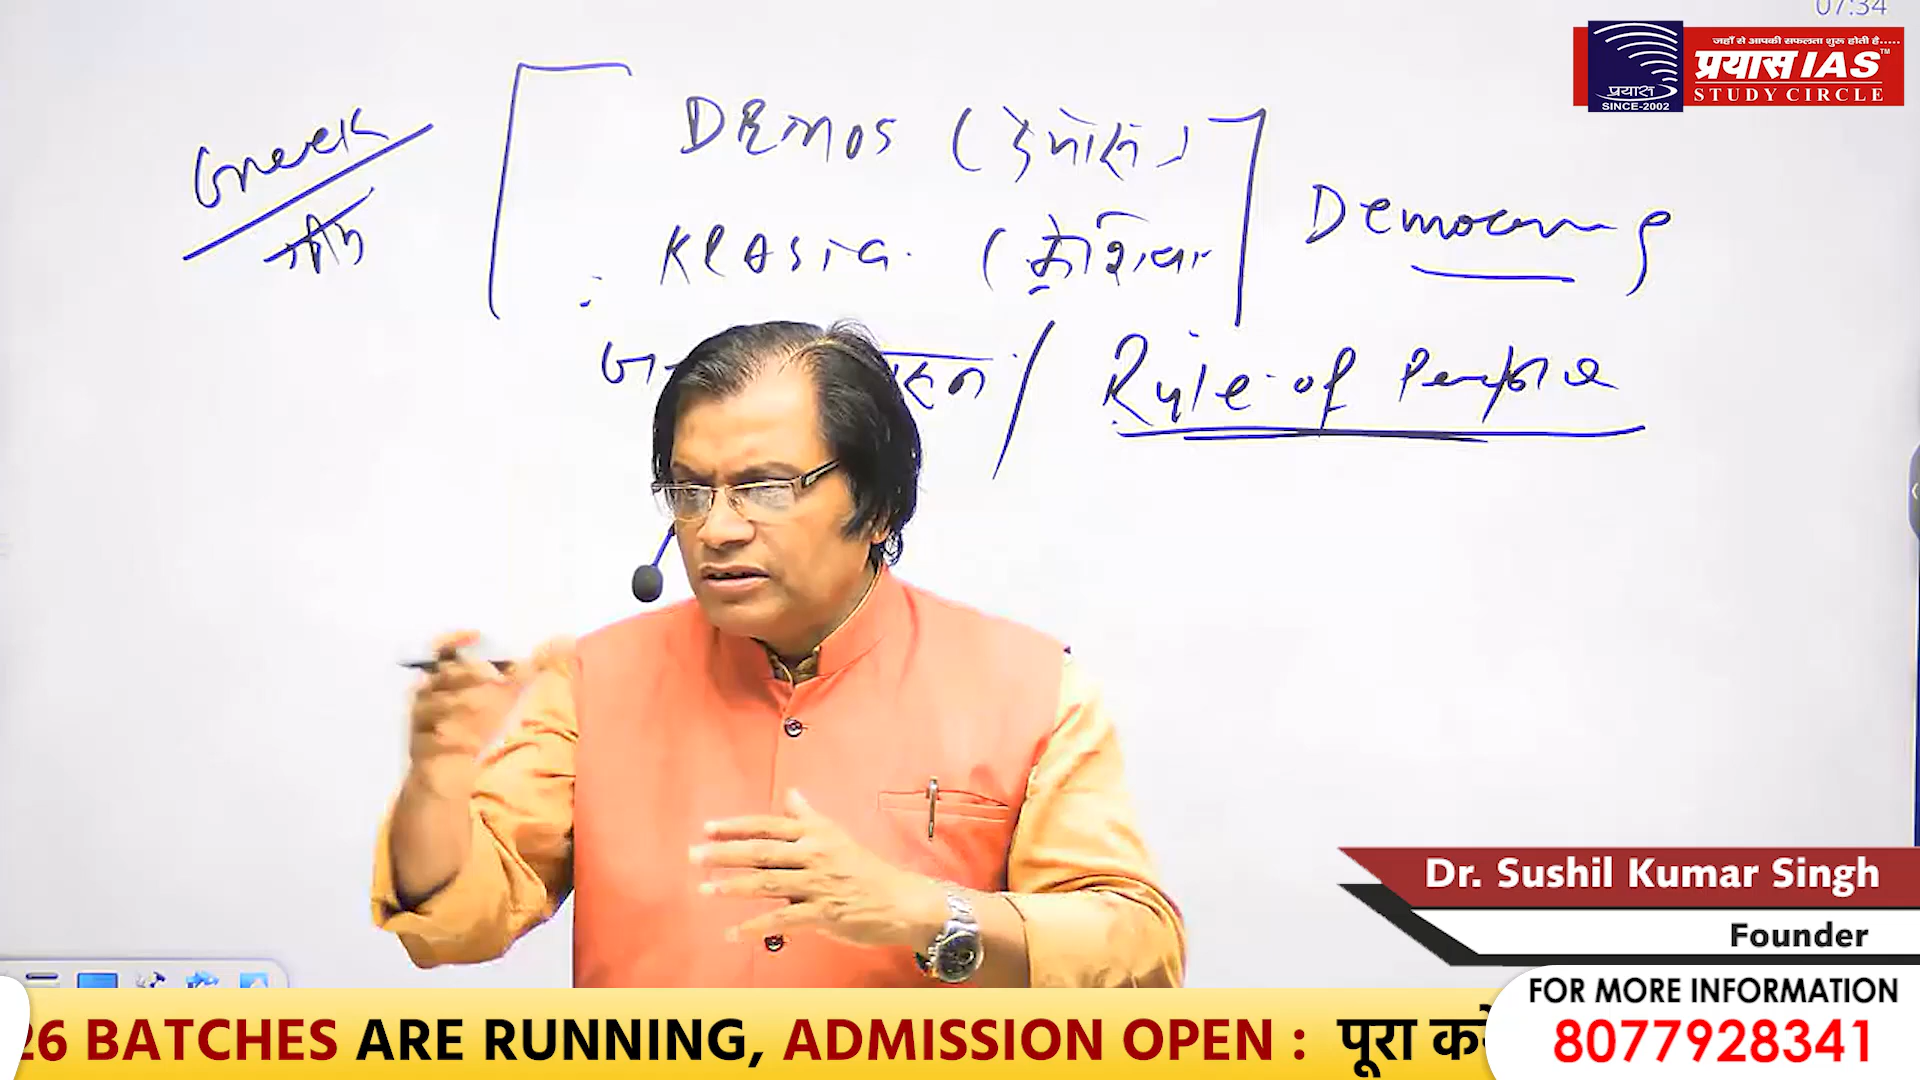 07:34
जहाँ से आपकी सफलता शुरू होती है.....
प्रयास IAS TM
STUDY CIRCLE
प्रयास
SINCE-2002
Greek
DEMOS (डेमोस)
Democracy
/ Rule of People
Dr. Sushil Kumar Singh
Founder
26 BATCHES ARE RUNNING, ADMISSION OPEN : पूरा
FOR MORE INFORMATION
8077928341